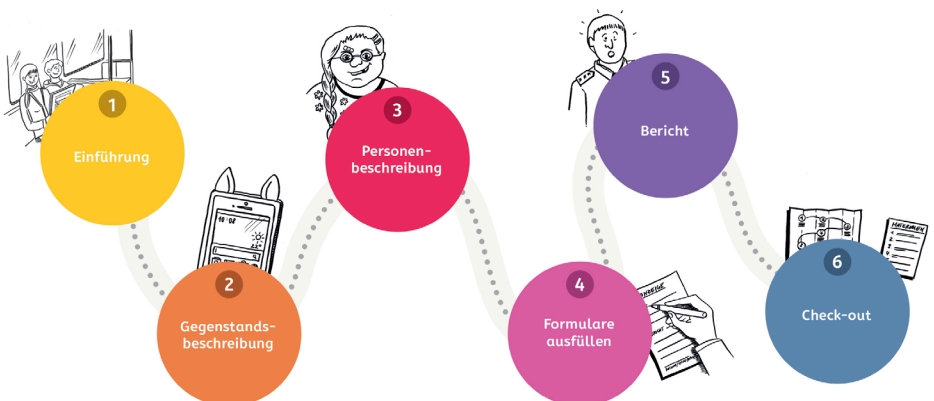 1
Einführung
2
Gegenstands-
beschreibung
3
Personen-
beschreibung
4
Formulare
ausfüllen
5
Bericht
6
Check-out